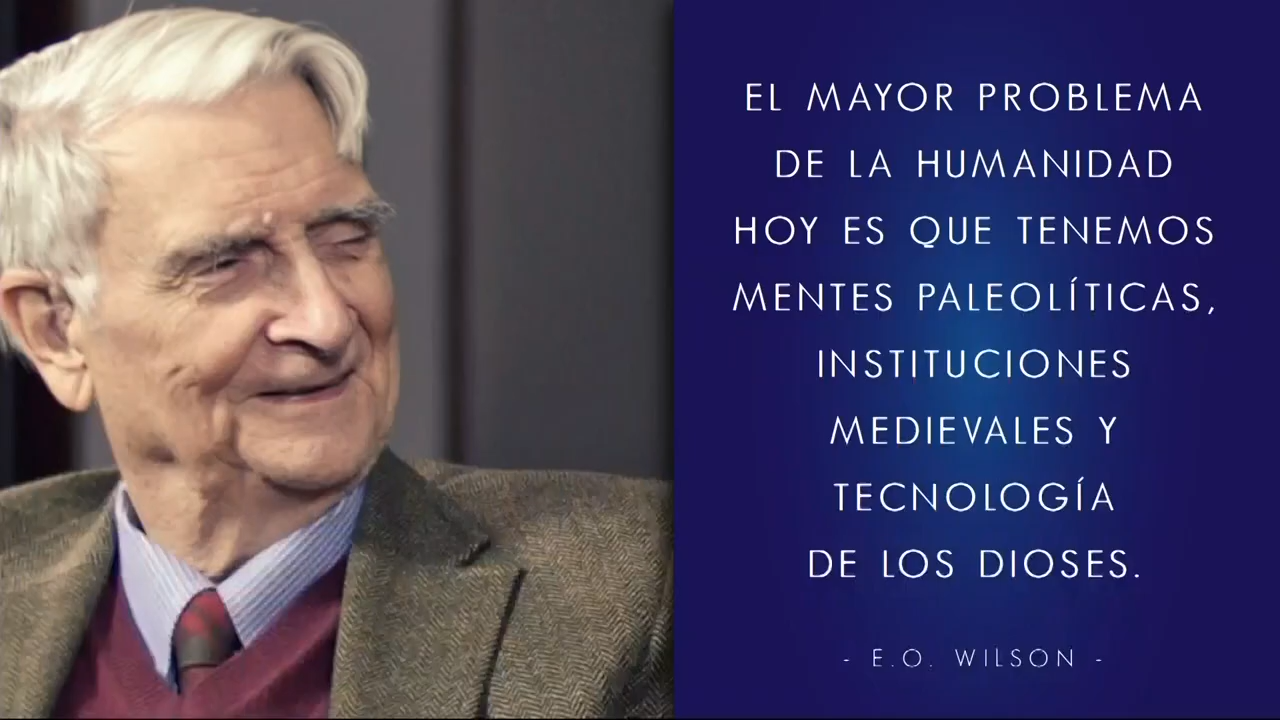 EL MAYOR PROBLEMA
DE LA HUMANIDAD
HOY ES QUE TENEMOS
MENTES PALEOLÍTICAS,
INSTITUCIONES
MEDIEVALES Y
TECNOLOGÍA
DE LOS DIOSES.
- E.O. WILSON -